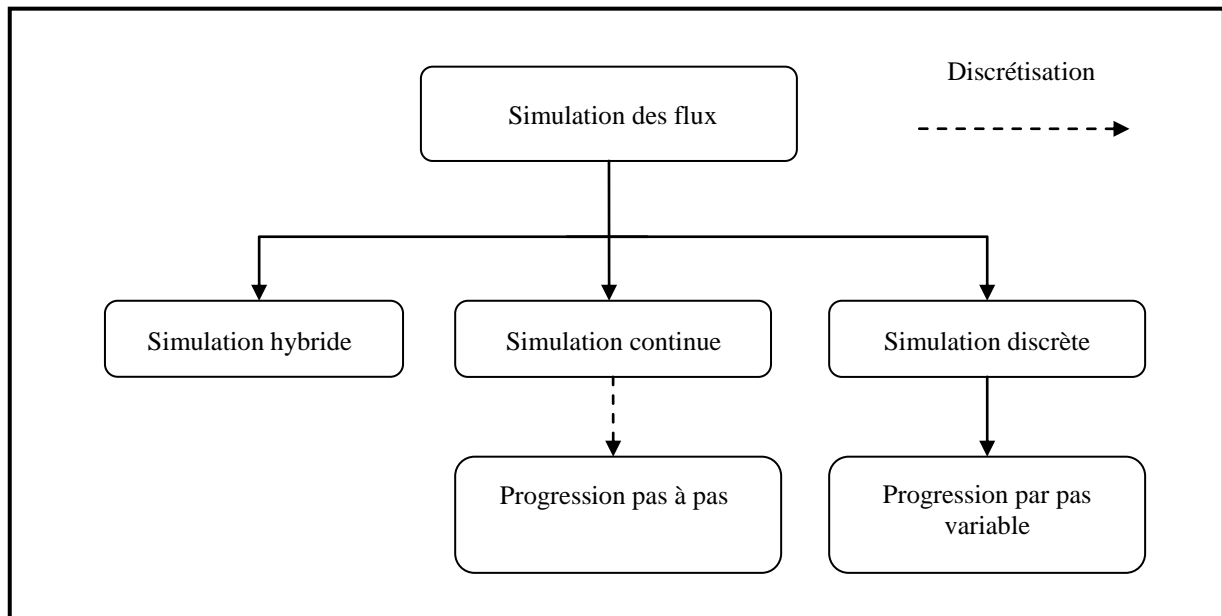 Simulation des flux
Discrétisation
Simulation hybride
Simulation continue
Simulation discrète
Progression pas à pas
Progression par pas
variable